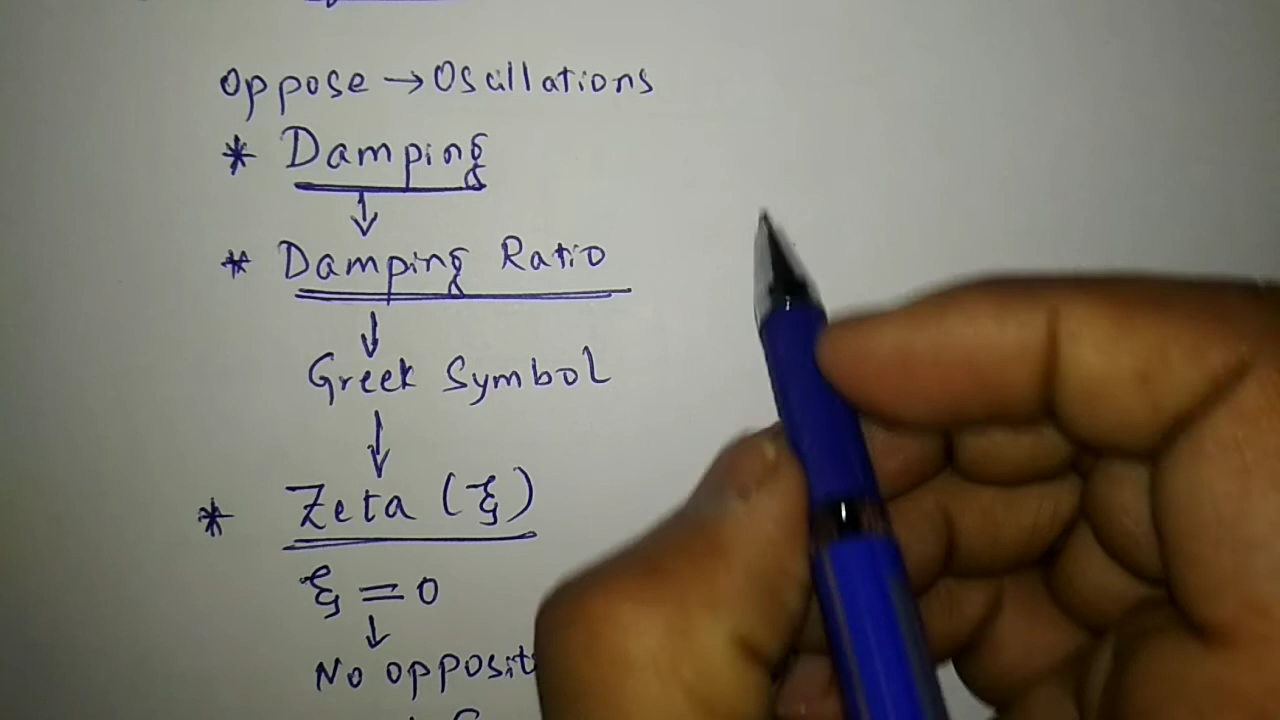 Oppose → Oscillations
* Damping
↓
* Damping Ratio
↓
Greek Symbol
↓
* Zeta (ξ)
ξ = 0
↓
No opposit